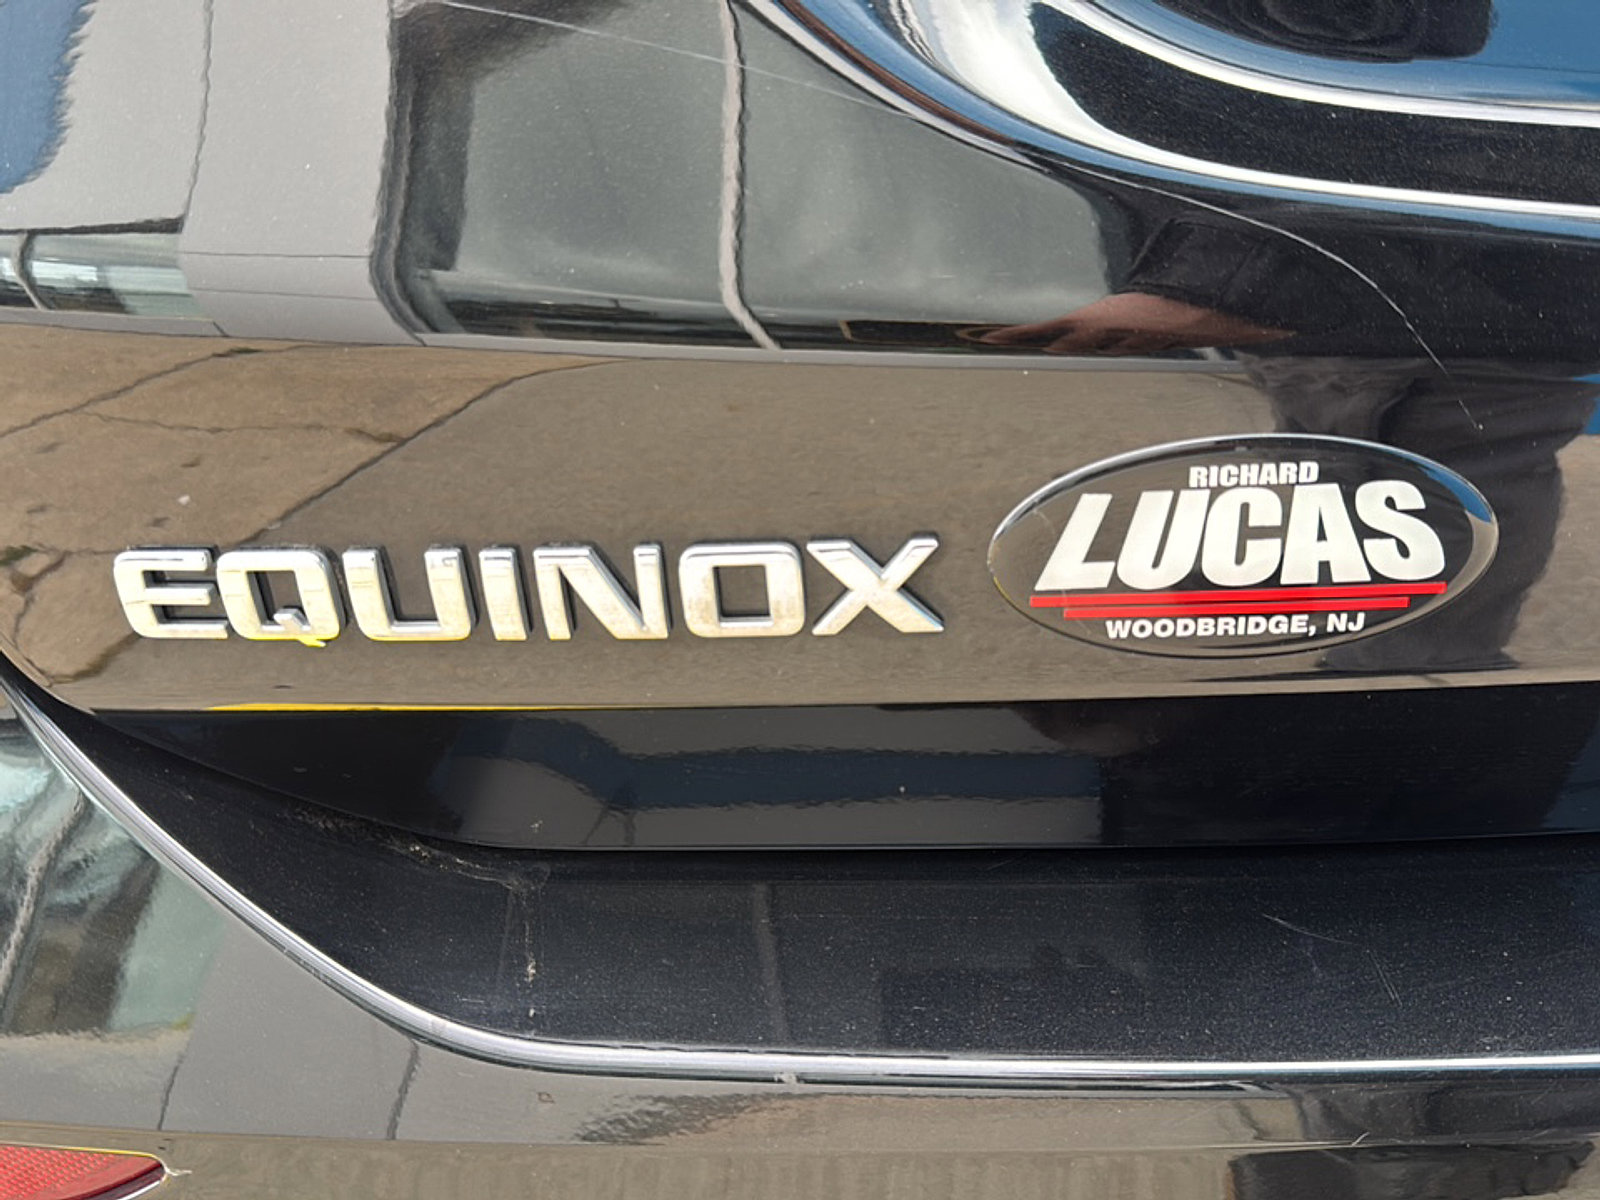 EQUINOX
RICHARD
LUCAS
WOODBRIDGE, NJ